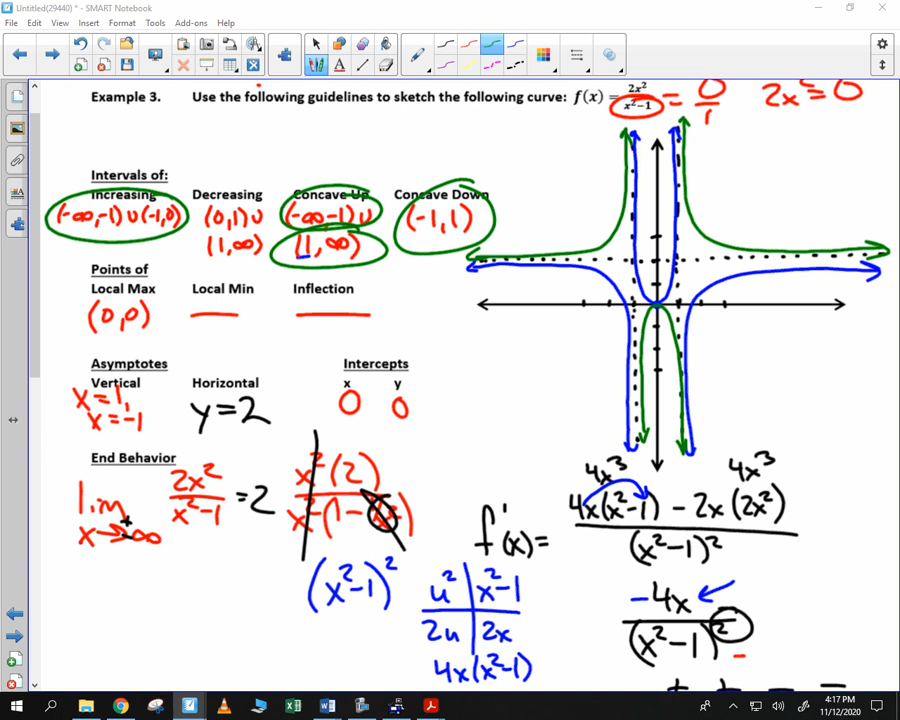 Untitled(29440) - SMART Notebook
File Edit View Insert Format Tools Add-ons Help
Example 3. Use the following guidelines to sketch the following curve: f(x) = 2x²/(x²−1) = 0/1 2x² = 0
Intervals of:
Increasing Decreasing Concave Up Concave Down
(-∞,-1)∪(-1,0) (0,1)∪ (-∞-1)∪ (-1,1)
(1,∞) (1,∞)
Points of
Local Max Local Min Inflection
(0,0) — —
Asymptotes Intercepts
Vertical Horizontal x y
x=1, y=2 0 0
x=-1
End Behavior
lim x→±∞ 2x²/(x²-1) = 2 x²(2)
4x³ 4x³
f'(x) = (4x(x²-1) - 2x(2x²))/(x²-1)²
(x²-1)² u² | x²-1
2u | 2x
4x(x²-1)
-4x/(x²-1)²
4:17 PM
11/12/2020